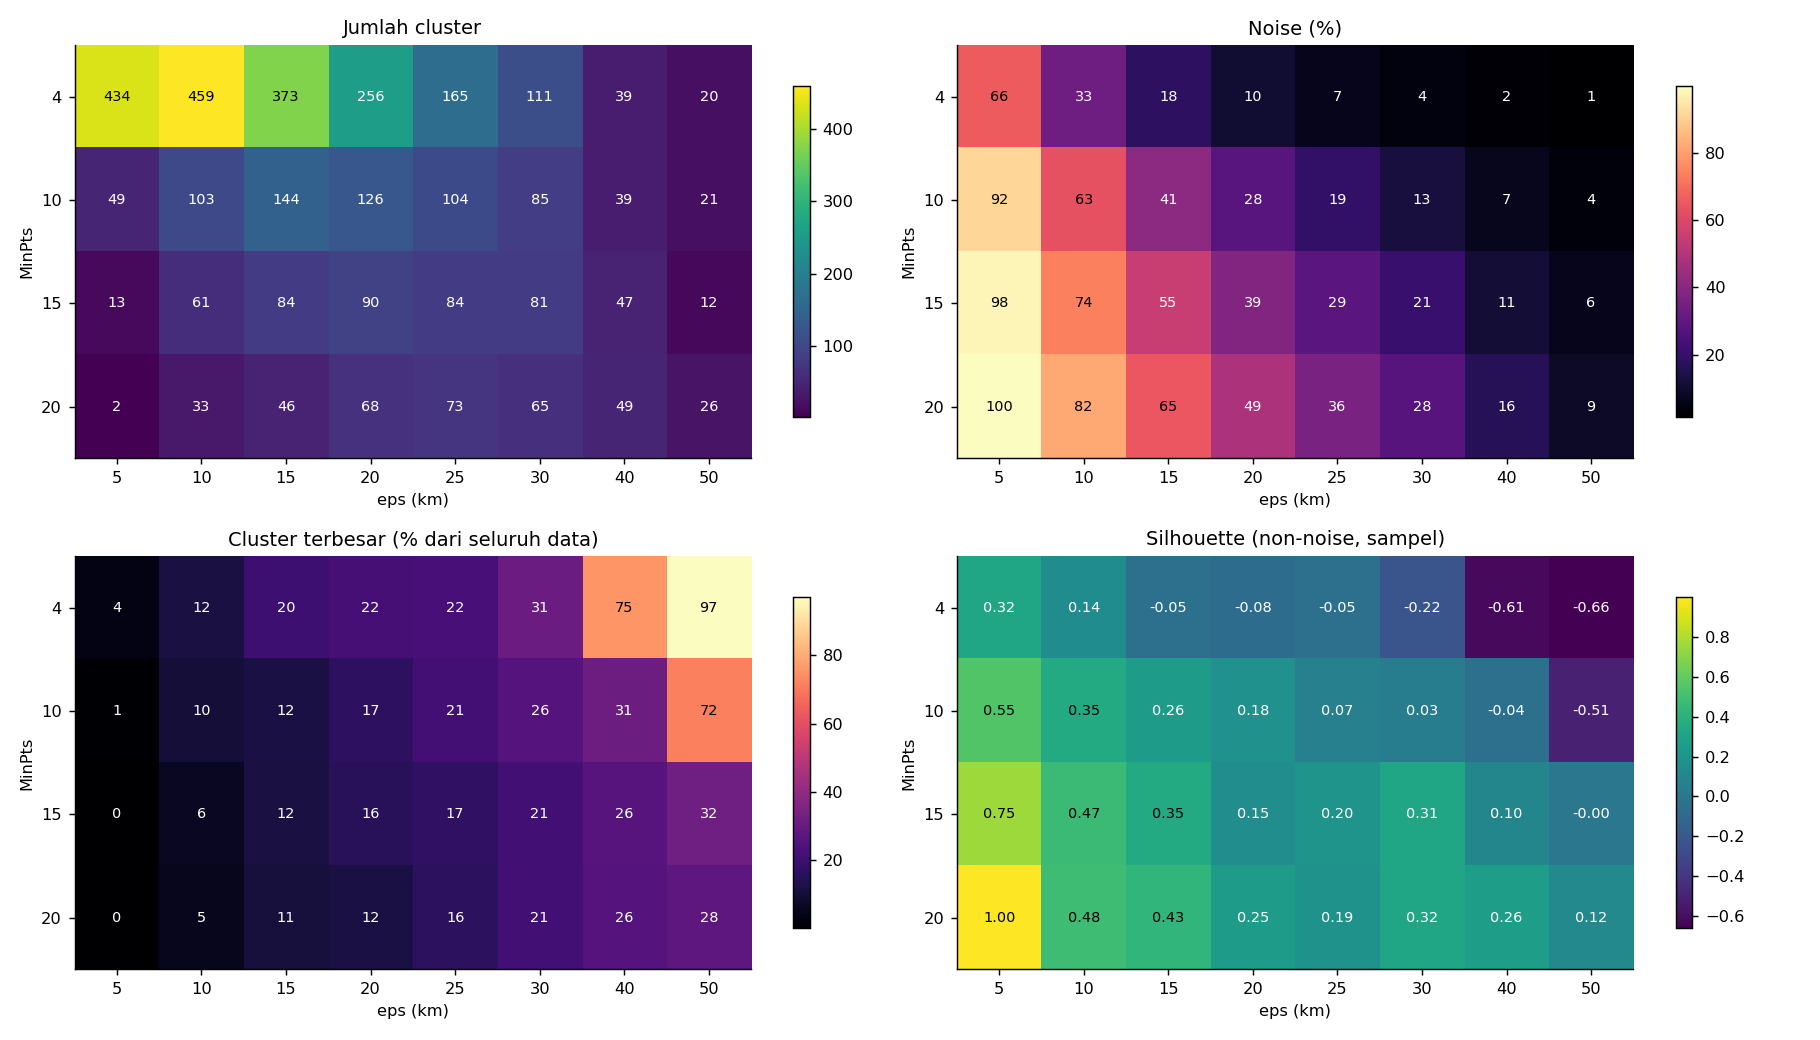 Jumlah cluster
MinPts
4 434 459 373 256 165 111 39 20
10 49 103 144 126 104 85 39 21
15 13 61 84 90 84 81 47 12
20 2 33 46 68 73 65 49 26
5 10 15 20 25 30 40 50
eps (km)
400
300
200
100
Noise (%)
MinPts
4 66 33 18 10 7 4 2 1
10 92 63 41 28 19 13 7 4
15 98 74 55 39 29 21 11 6
20 100 82 65 49 36 28 16 9
5 10 15 20 25 30 40 50
eps (km)
80
60
40
20
Cluster terbesar (% dari seluruh data)
MinPts
4 4 12 20 22 22 31 75 97
10 1 10 12 17 21 26 31 72
15 0 6 12 16 17 21 26 32
20 0 5 11 12 16 21 26 28
5 10 15 20 25 30 40 50
eps (km)
80
60
40
20
Silhouette (non-noise, sampel)
MinPts
4 0.32 0.14 -0.05 -0.08 -0.05 -0.22 -0.61 -0.66
10 0.55 0.35 0.26 0.18 0.07 0.03 -0.04 -0.51
15 0.75 0.47 0.35 0.15 0.20 0.31 0.10 -0.00
20 1.00 0.48 0.43 0.25 0.19 0.32 0.26 0.12
5 10 15 20 25 30 40 50
eps (km)
0.8
0.6
0.4
0.2
0.0
−0.2
−0.4
−0.6